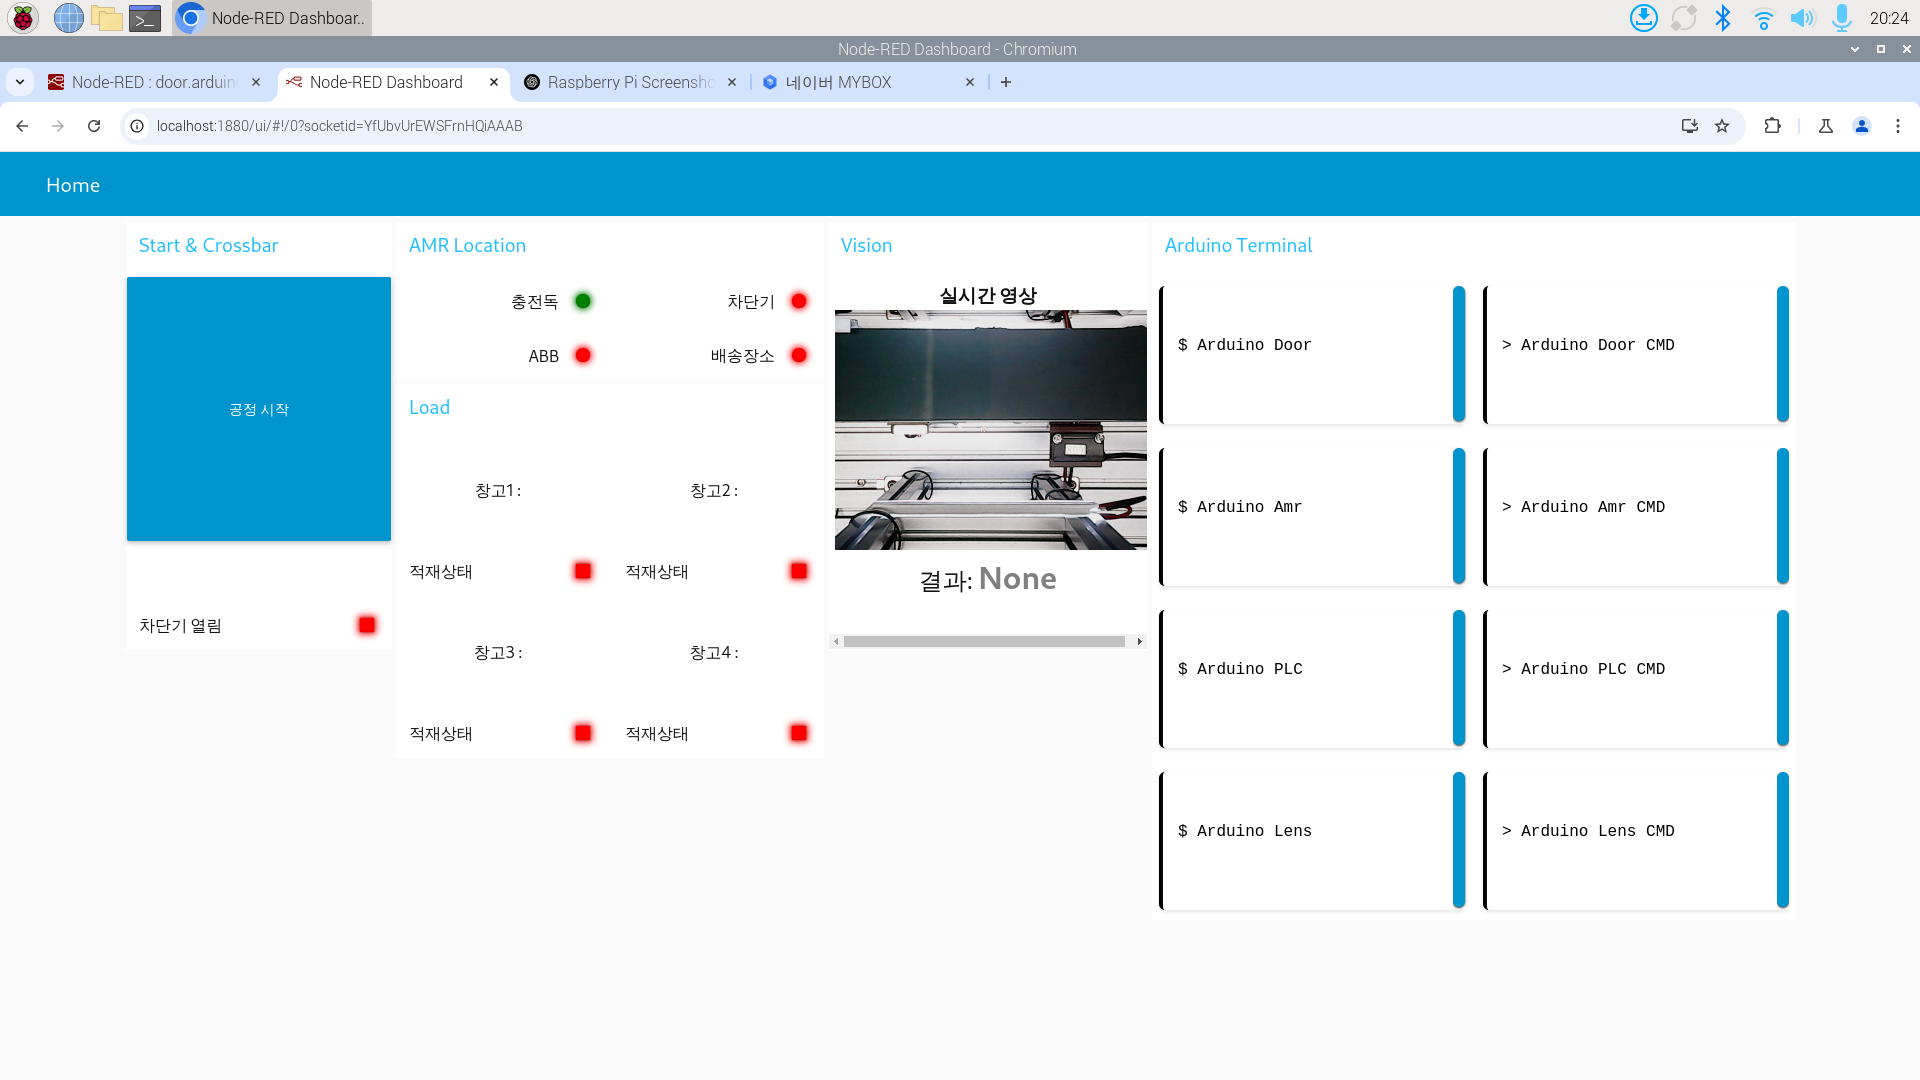 Node-RED Dashboar..
20:24
Node-RED Dashboard - Chromium
Node-RED : door.arduin
Node-RED Dashboard
Raspberry Pi Screensho
네이버 MYBOX
localhost:1880/ui/#!/0?socketid=YfUbvUrEWSFrnHQiAAAB
Home
Start & Crossbar
공정 시작
차단기 열림
AMR Location
충전독
차단기
ABB
배송장소
Load
창고1 :
창고2 :
적재상태
적재상태
창고3 :
창고4 :
적재상태
적재상태
Vision
실시간 영상
결과: None
Arduino Terminal
$ Arduino Door
> Arduino Door CMD
$ Arduino Amr
> Arduino Amr CMD
$ Arduino PLC
> Arduino PLC CMD
$ Arduino Lens
> Arduino Lens CMD